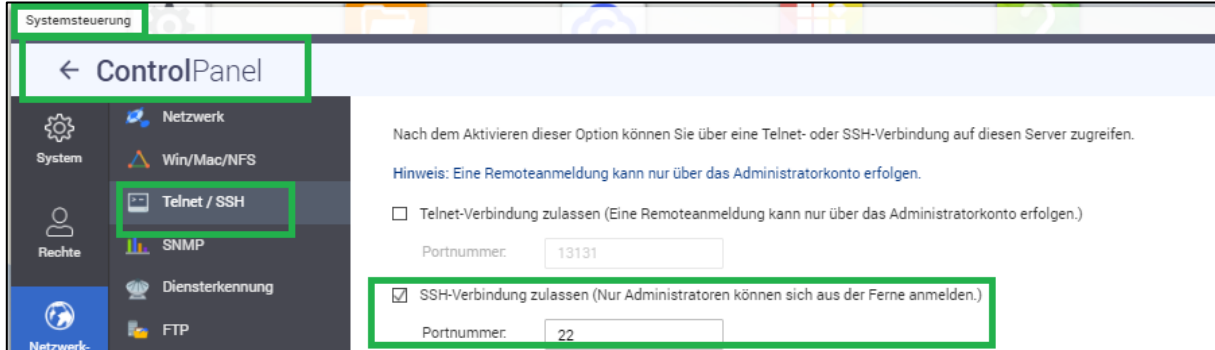 Systemsteuerung
← ControlPanel
System
Rechte
Netzwerk-
Netzwerk
Win/Mac/NFS
Telnet / SSH
SNMP
Diensterkennung
FTP
Nach dem Aktivieren dieser Option können Sie über eine Telnet- oder SSH-Verbindung auf diesen Server zugreifen.
Hinweis: Eine Remoteanmeldung kann nur über das Administratorkonto erfolgen.
Telnet-Verbindung zulassen (Eine Remoteanmeldung kann nur über das Administratorkonto erfolgen.)
Portnummer: 13131
SSH-Verbindung zulassen (Nur Administratoren können sich aus der Ferne anmelden.)
Portnummer: 22